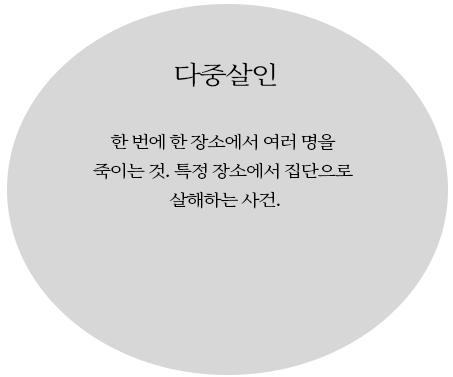 다중살인
한 번에 한 장소에서 여러 명을
죽이는 것. 특정 장소에서 집단으로
살해하는 사건.